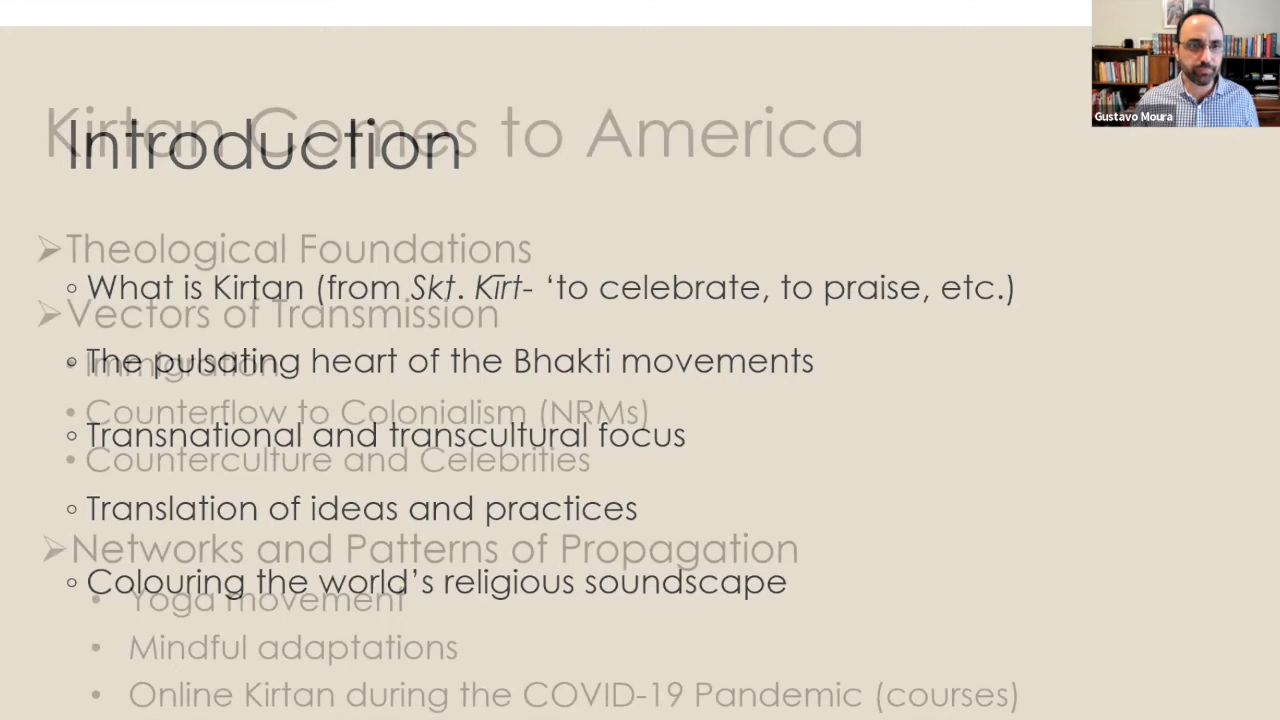 Kirtan Comes to America
Introduction
➢Theological Foundations
◦ What is Kirtan (from Skt. Kīrt- ‘to celebrate, to praise, etc.)
➢Vectors of Transmission
• Immigration
◦ The pulsating heart of the Bhakti movements
• Counterflow to Colonialism (NRMs)
◦ Transnational and transcultural focus
• Counterculture and Celebrities
◦ Translation of ideas and practices
➢Networks and Patterns of Propagation
◦ Colouring the world’s religious soundscape
• Yoga movement
• Mindful adaptations
• Online Kirtan during the COVID-19 Pandemic (courses)
Gustavo Moura